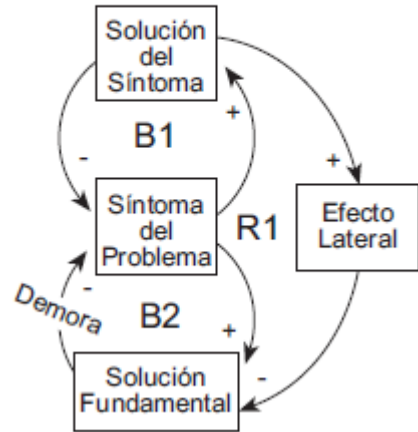 Solución
del
Síntoma
+
B1
-
+
Síntoma
del
Problema
R1
Efecto
Lateral
-
Demora
B2
+
-
Solución
Fundamental